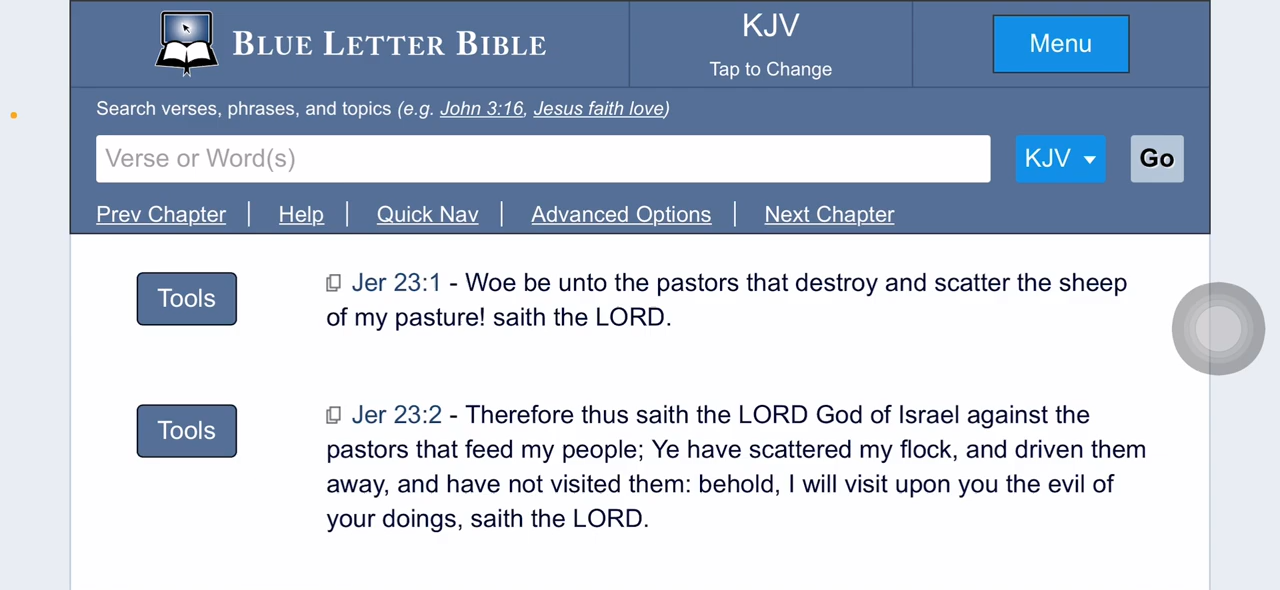 BLUE LETTER BIBLE
KJV
Tap to Change
Menu
Search verses, phrases, and topics (e.g. John 3:16, Jesus faith love)
Verse or Word(s)
KJV
Go
Prev Chapter | Help | Quick Nav | Advanced Options | Next Chapter
Tools
Jer 23:1 - Woe be unto the pastors that destroy and scatter the sheep
of my pasture! saith the LORD.
Tools
Jer 23:2 - Therefore thus saith the LORD God of Israel against the
pastors that feed my people; Ye have scattered my flock, and driven them
away, and have not visited them: behold, I will visit upon you the evil of
your doings, saith the LORD.